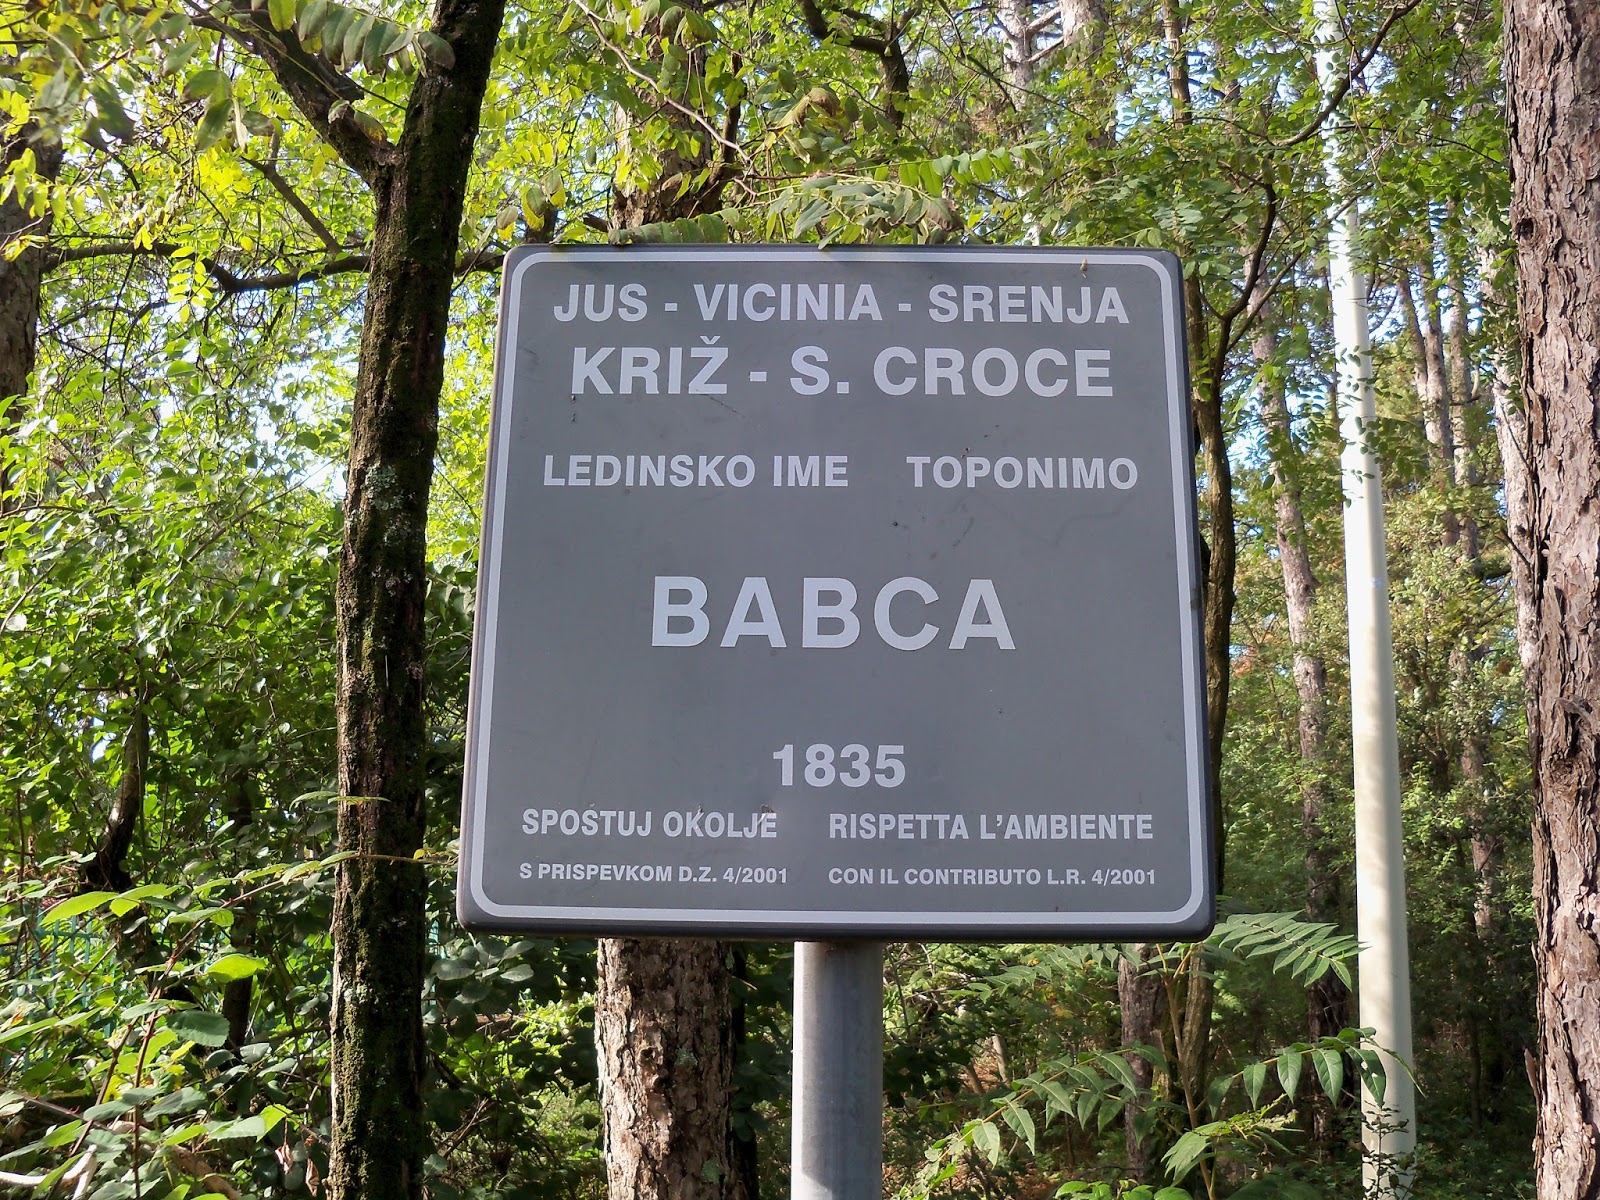 JUS - VICINIA - SRENJA
KRIŽ - S. CROCE
LEDINSKO IME TOPONIMO
BABCA
1835
SPOSTUJ OKOLJE RISPETTA L'AMBIENTE
S PRISPEVKOM D.Z. 4/2001 CON IL CONTRIBUTO L.R. 4/2001